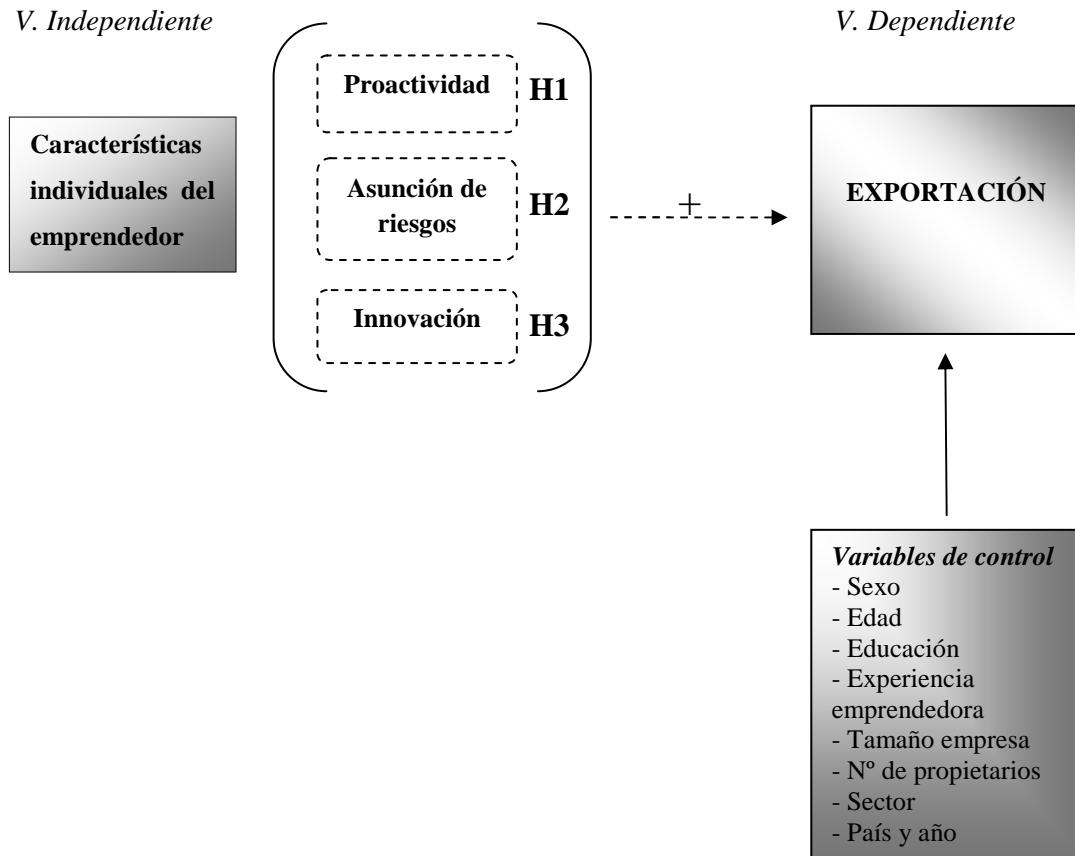 V. Independiente
V. Dependiente
Proactividad
H1
Asunción de
riesgos
H2
Innovación
H3
Característícas
individuales del
emprendedor
+
EXPORTACIÓN
Variables de control
- Sexo
- Edad
- Educación
- Experiencia
emprendedora
- Tamaño empresa
- Nº de propietarios
- Sector
- País y año